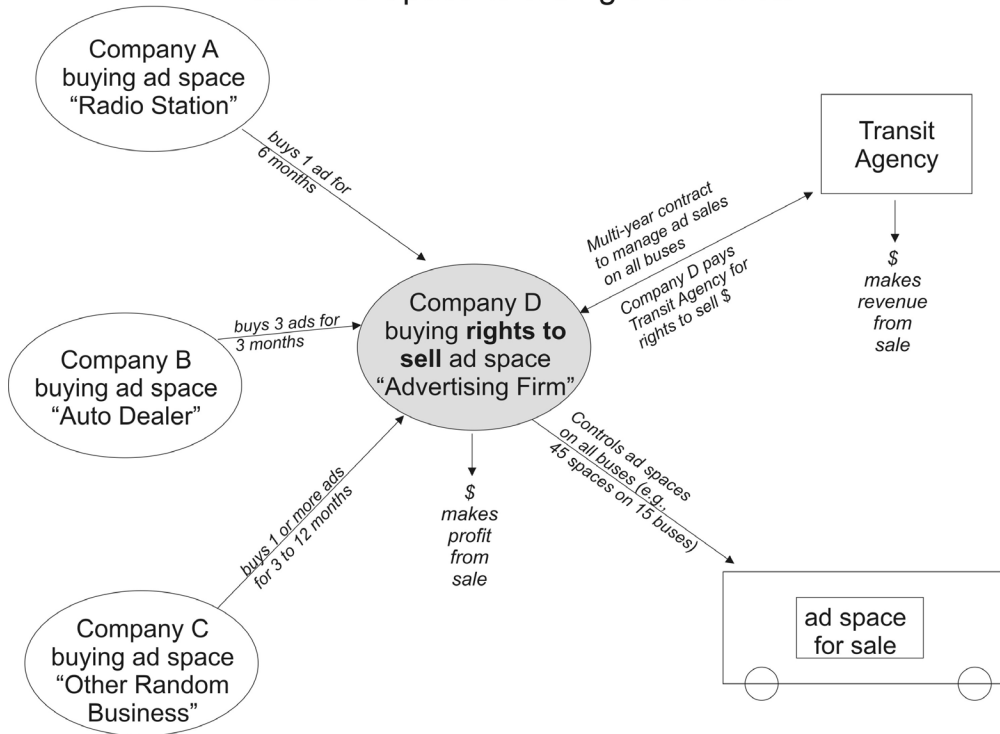 Company A
buying ad space
“Radio Station”
buys 1 ad for
6 months
Transit
Agency
$
makes
revenue
from
sale
Multi-year contract
to manage ad sales
on all buses
Company D pays
Transit Agency for
rights to sell $
Company D
buying rights to
sell ad space
“Advertising Firm”
buys 3 ads for
3 months
Company B
buying ad space
“Auto Dealer”
$
makes
profit
from
sale
Controls ad spaces
on all buses (e.g.,
45 spaces on 15 buses)
buys 1 or more ads
for 3 to 12 months
Company C
buying ad space
“Other Random
Business”
ad space
for sale